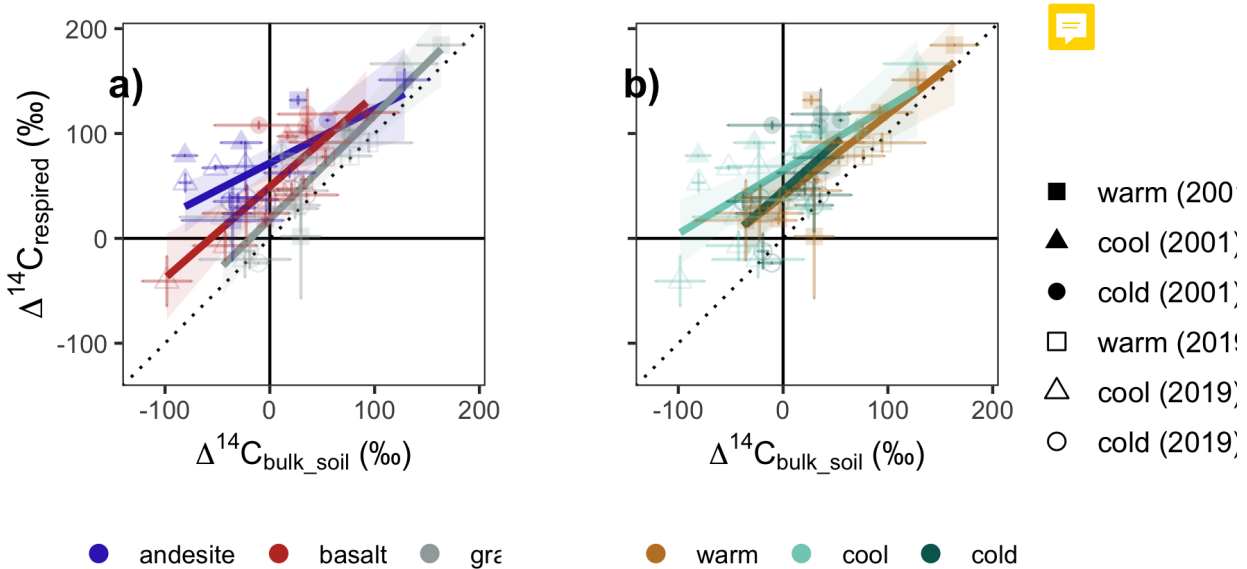 a)
b)
200
100
0
-100
Δ14Crespired (‰)
-100 0 100 200
-100 0 100 200
Δ14Cbulk_soil (‰)
Δ14Cbulk_soil (‰)
warm (200
cool (2001)
cold (2001)
warm (2019
cool (2019)
cold (2019)
andesite basalt gra
warm cool cold